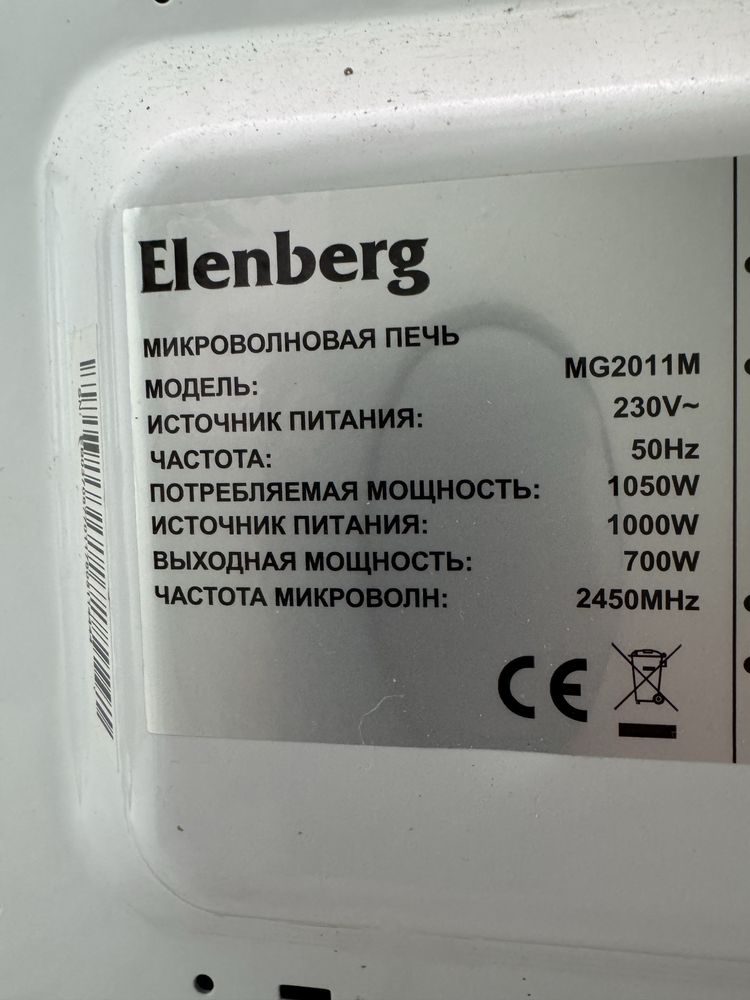 Elenberg
МИКРОВОЛНОВАЯ ПЕЧЬ
МОДЕЛЬ: MG2011M
ИСТОЧНИК ПИТАНИЯ: 230V~
ЧАСТОТА: 50Hz
ПОТРЕБЛЯЕМАЯ МОЩНОСТЬ: 1050W
ИСТОЧНИК ПИТАНИЯ: 1000W
ВЫХОДНАЯ МОЩНОСТЬ: 700W
ЧАСТОТА МИКРОВОЛН: 2450MHz
CE